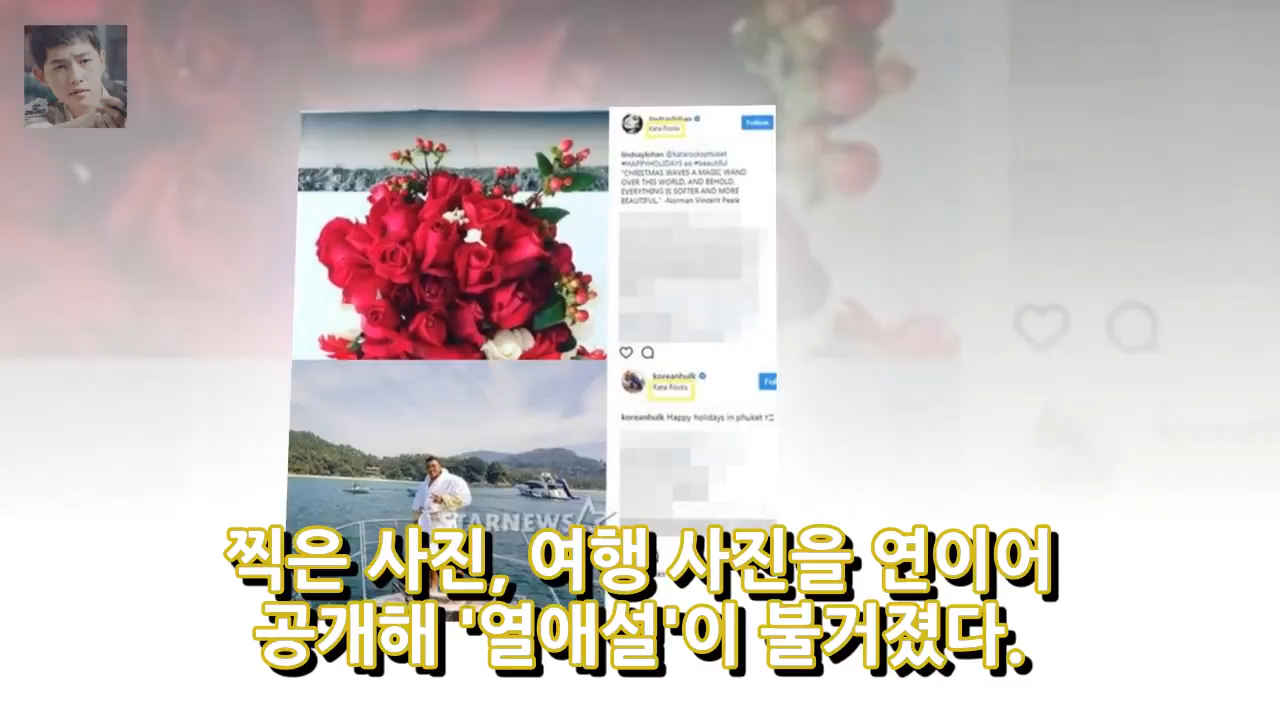 lindsaylohan
Kata Rocks
Follow
lindsaylohan @katarocksphuket
#HAPPYHOLIDAYS so #beautiful
"CHRISTMAS WAVES A MAGIC WAND
OVER THIS WORLD, AND BEHOLD,
EVERYTHING IS SOFTER AND MORE
BEAUTIFUL." -Norman Vincent Peale
koreanhulk
Kata Rocks
Fol
koreanhulk Happy holidays in phuket
STARNEWS
찍은 사진, 여행 사진을 연이어
공개해 '열애설'이 불거졌다.